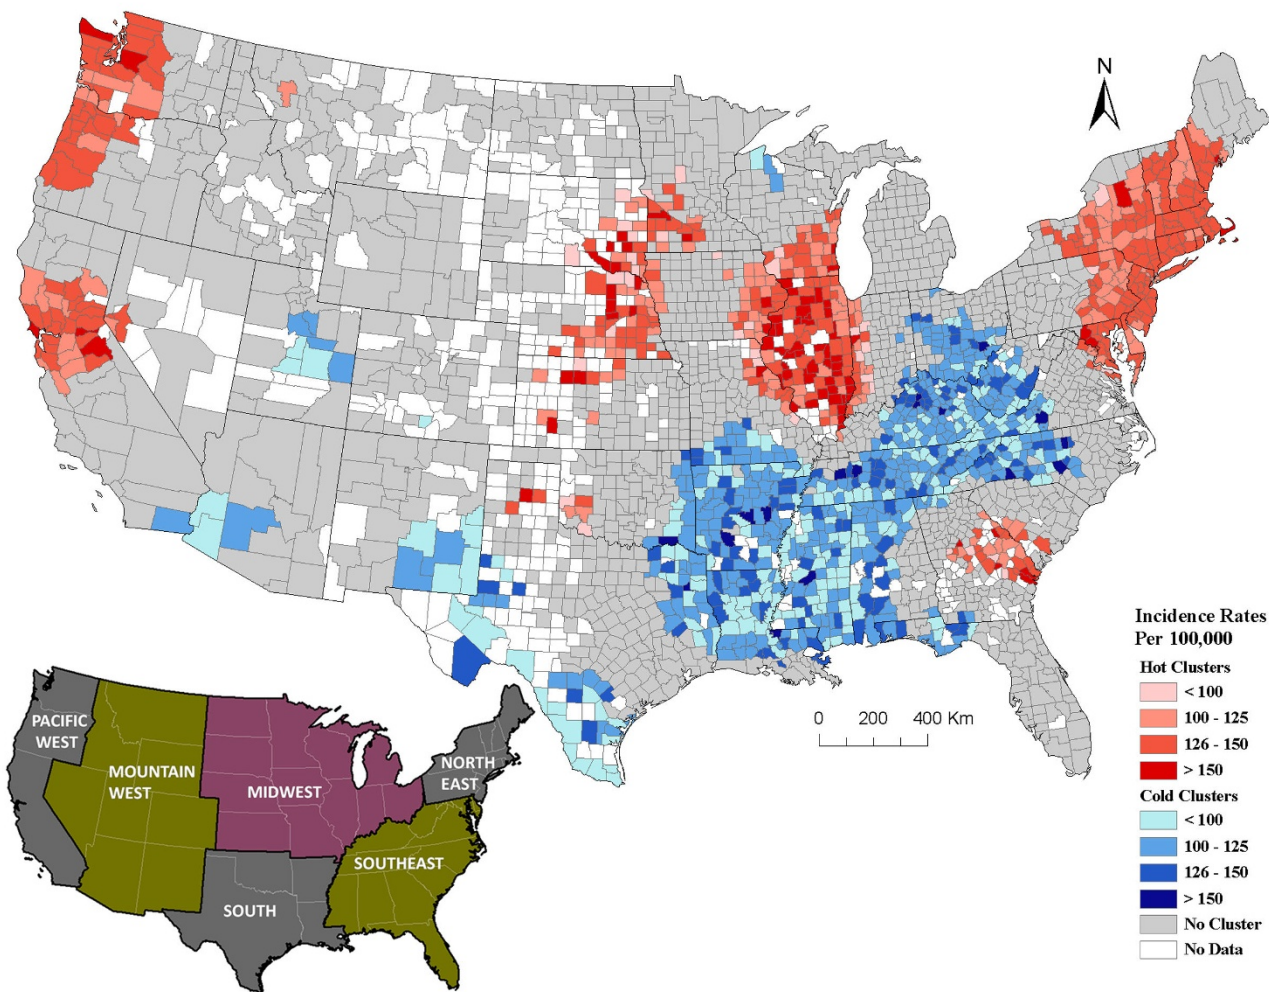 N
Incidence Rates
Per 100,000
Hot Clusters
< 100
100 - 125
126 - 150
> 150
Cold Clusters
< 100
100 - 125
126 - 150
> 150
No Cluster
No Data
0 200 400 Km
PACIFIC
WEST
MOUNTAIN
WEST
MIDWEST
NORTH
EAST
SOUTHEAST
SOUTH